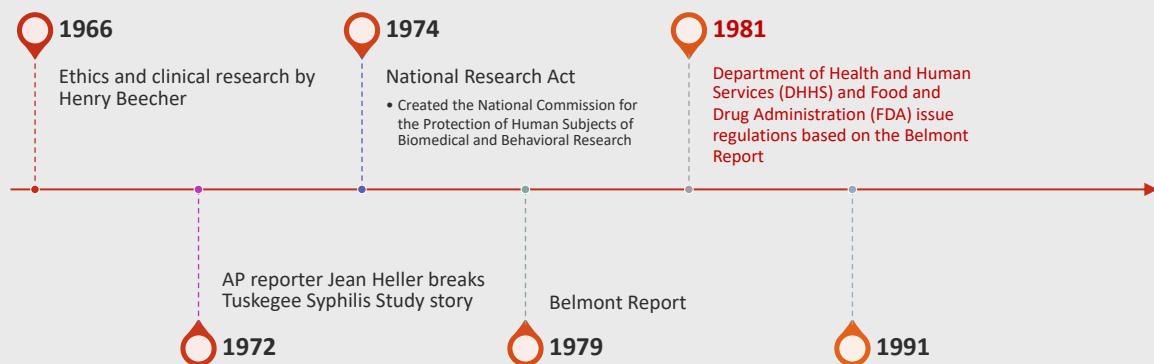 1966
Ethics and clinical research by
Henry Beecher
1974
National Research Act
• Created the National Commission for
the Protection of Human Subjects of
Biomedical and Behavioral Research
1981
Department of Health and Human
Services (DHHS) and Food and
Drug Administration (FDA) issue
regulations based on the Belmont
Report
AP reporter Jean Heller breaks
Tuskegee Syphilis Study story
1972
Belmont Report
1979
1991